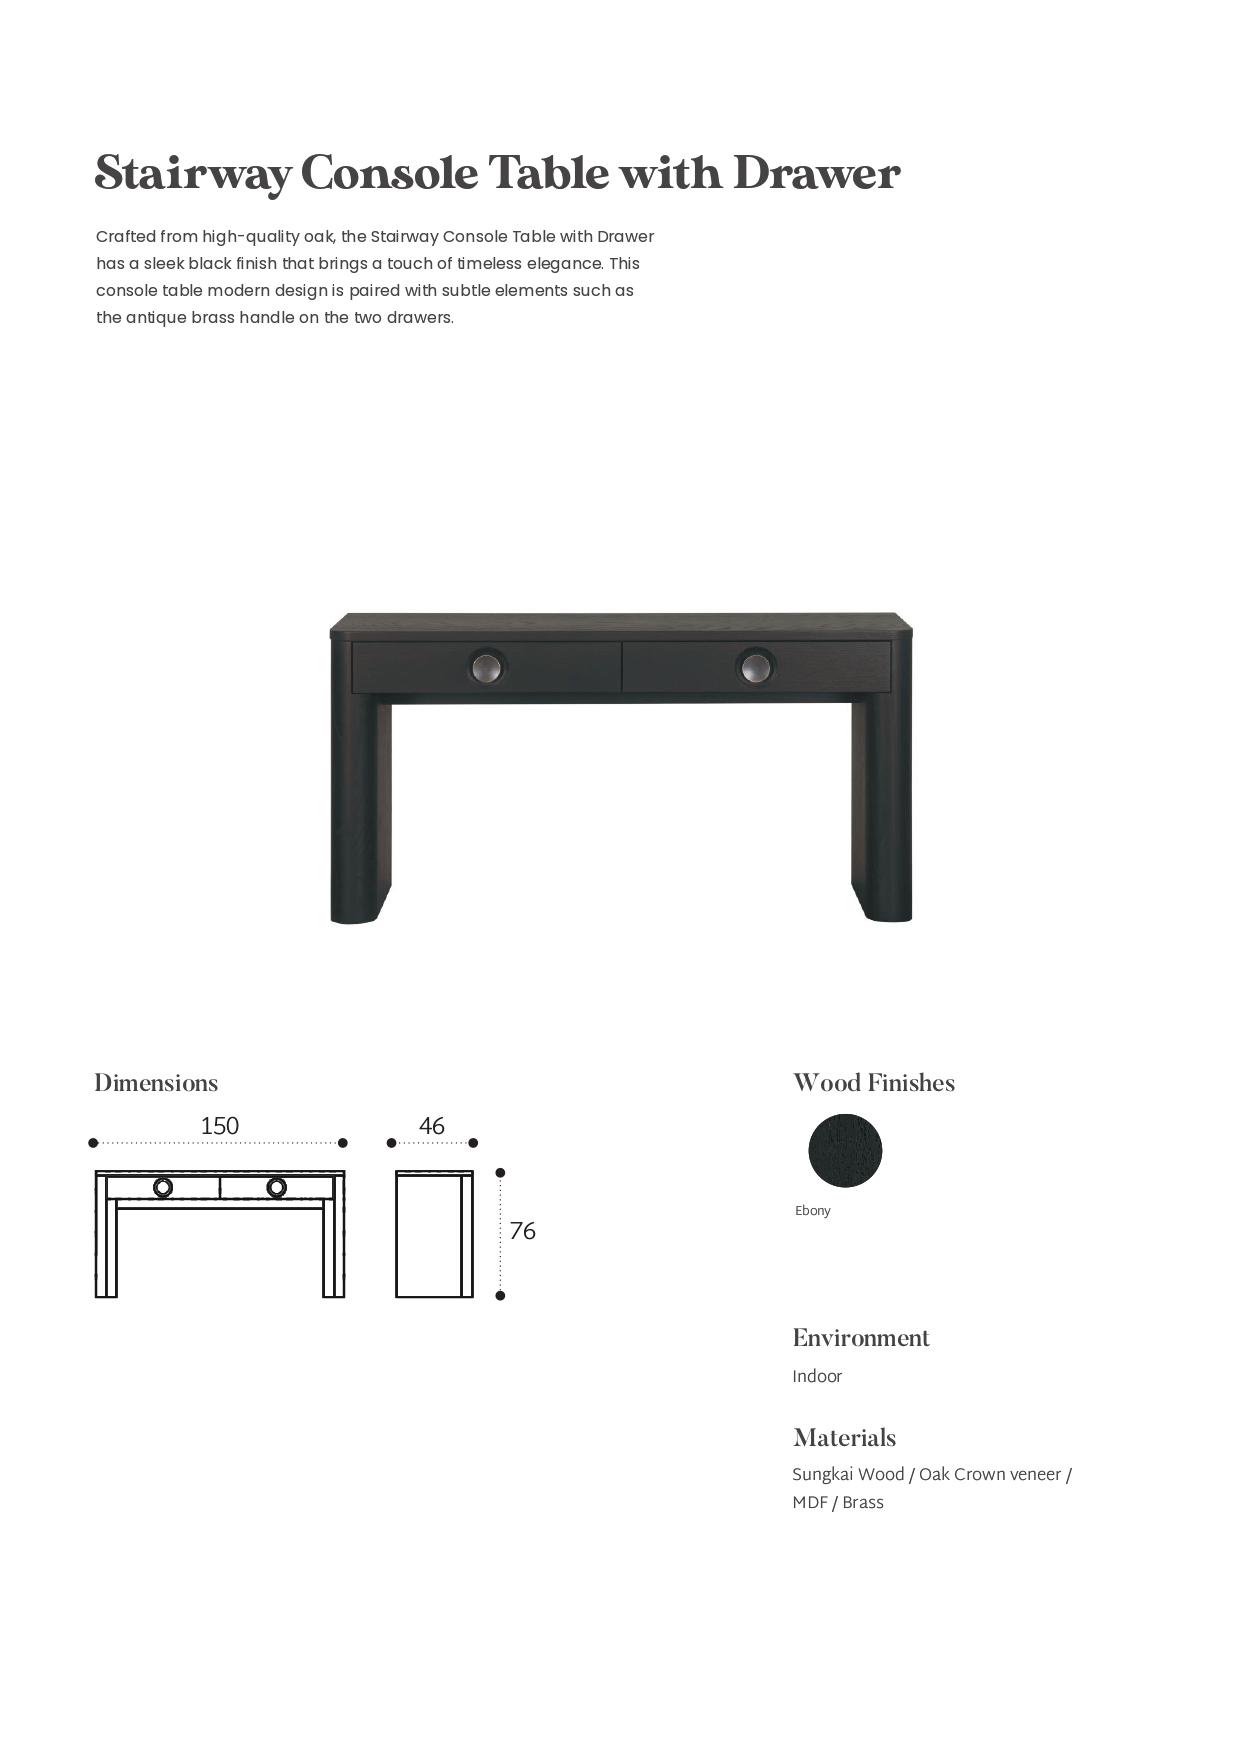 Stairway Console Table with Drawer
Crafted from high-quality oak, the Stairway Console Table with Drawer
has a sleek black finish that brings a touch of timeless elegance. This
console table modern design is paired with subtle elements such as
the antique brass handle on the two drawers.
Dimensions
150
46
76
Wood Finishes
Ebony
Environment
Indoor
Materials
Sungkai Wood / Oak Crown veneer /
MDF / Brass